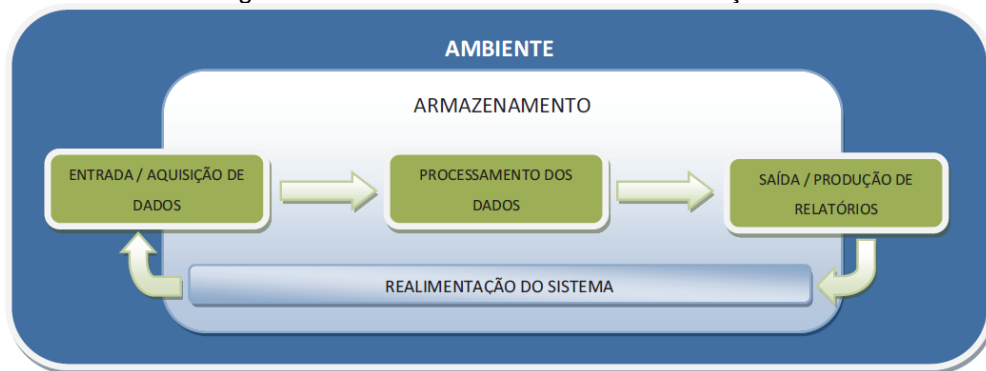 AMBIENTE
ARMAZENAMENTO
ENTRADA / AQUISIÇÃO DE
DADOS
PROCESSAMENTO DOS
DADOS
SAÍDA / PRODUÇÃO DE
RELATÓRIOS
REALIMENTAÇÃO DO SISTEMA